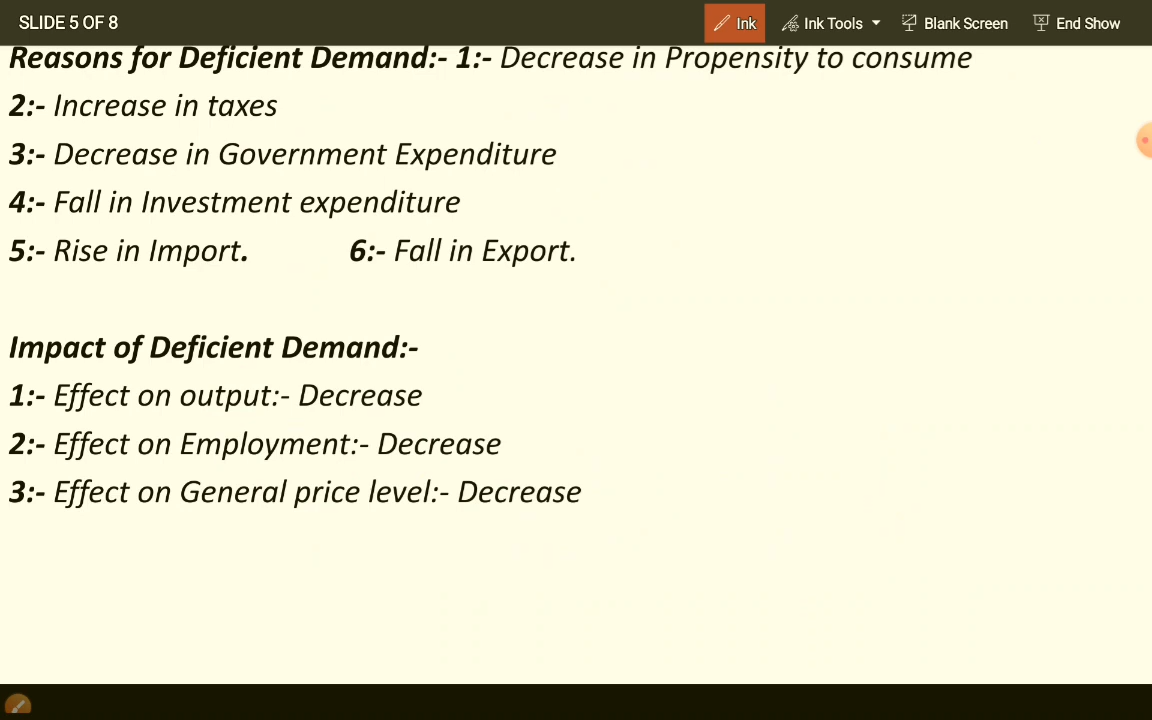 SLIDE 5 OF 8 Ink Ink Tools Blank Screen End Show
Reasons for Deficient Demand:- 1:- Decrease in Propensity to consume
2:- Increase in taxes
3:- Decrease in Government Expenditure
4:- Fall in Investment expenditure
5:- Rise in Import. 6:- Fall in Export.
Impact of Deficient Demand:-
1:- Effect on output:- Decrease
2:- Effect on Employment:- Decrease
3:- Effect on General price level:- Decrease